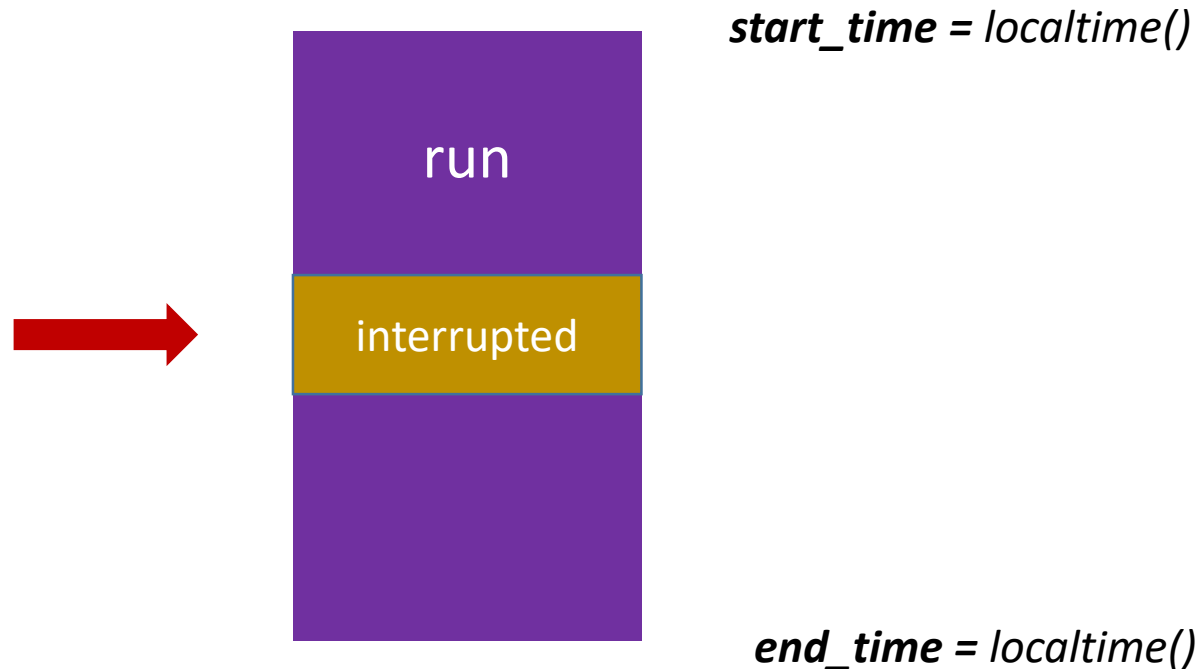 start_time = localtime()
run
interrupted
end_time = localtime()